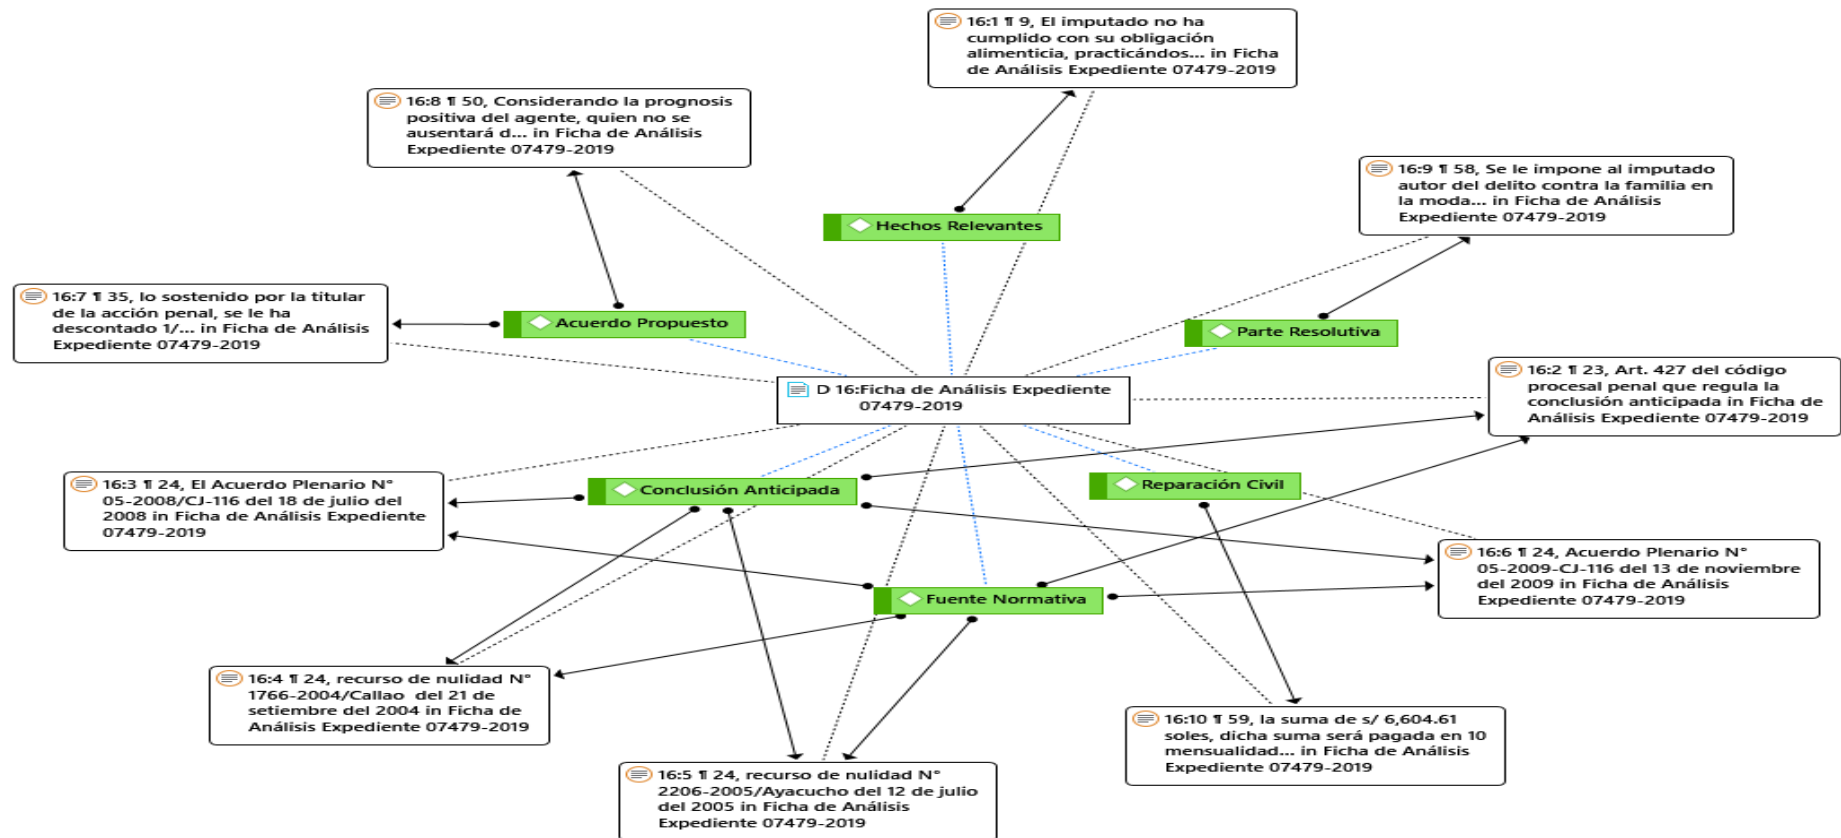 16:1 ¶ 9, El imputado no ha
cumplido con su obligación
alimenticia, practicándos... in Ficha
de Análisis Expediente 07479-2019
16:8 ¶ 50, Considerando la prognosis
positiva del agente, quien no se
ausentará d... in Ficha de Análisis
Expediente 07479-2019
16:9 ¶ 58, Se le impone al imputado
autor del delito contra la familia en
la moda... in Ficha de Análisis
Expediente 07479-2019
Hechos Relevantes
16:7 ¶ 35, lo sostenido por la titular
de la acción penal, se le ha
descontado 1/... in Ficha de Análisis
Expediente 07479-2019
Acuerdo Propuesto
Parte Resolutiva
D 16:Ficha de Análisis Expediente
07479-2019
16:2 ¶ 23, Art. 427 del código
procesal penal que regula la
conclusión anticipada in Ficha de
Análisis Expediente 07479-2019
16:3 ¶ 24, El Acuerdo Plenario N°
05-2008/CJ-116 del 18 de julio del
2008 in Ficha de Análisis Expediente
07479-2019
Conclusión Anticipada
Reparación Civil
16:6 ¶ 24, Acuerdo Plenario N°
05-2009-CJ-116 del 13 de noviembre
del 2009 in Ficha de Análisis
Expediente 07479-2019
Fuente Normativa
16:4 ¶ 24, recurso de nulidad N°
1766-2004/Callao del 21 de
setiembre del 2004 in Ficha de
Análisis Expediente 07479-2019
16:10 ¶ 59, la suma de s/ 6,604.61
soles, dicha suma será pagada en 10
mensualidad... in Ficha de Análisis
Expediente 07479-2019
16:5 ¶ 24, recurso de nulidad N°
2206-2005/Ayacucho del 12 de julio
del 2005 in Ficha de Análisis
Expediente 07479-2019